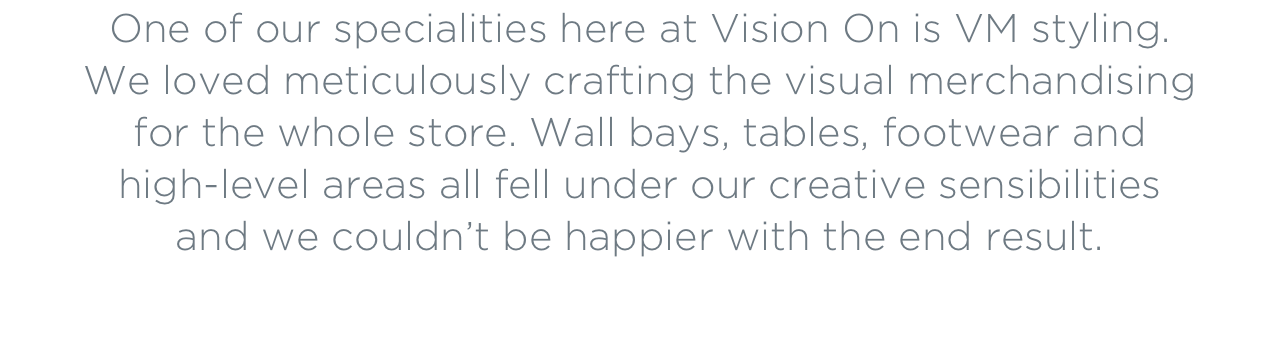 One of our specialities here at Vision On is VM styling.
We loved meticulously crafting the visual merchandising
for the whole store. Wall bays, tables, footwear and
high-level areas all fell under our creative sensibilities
and we couldn’t be happier with the end result.